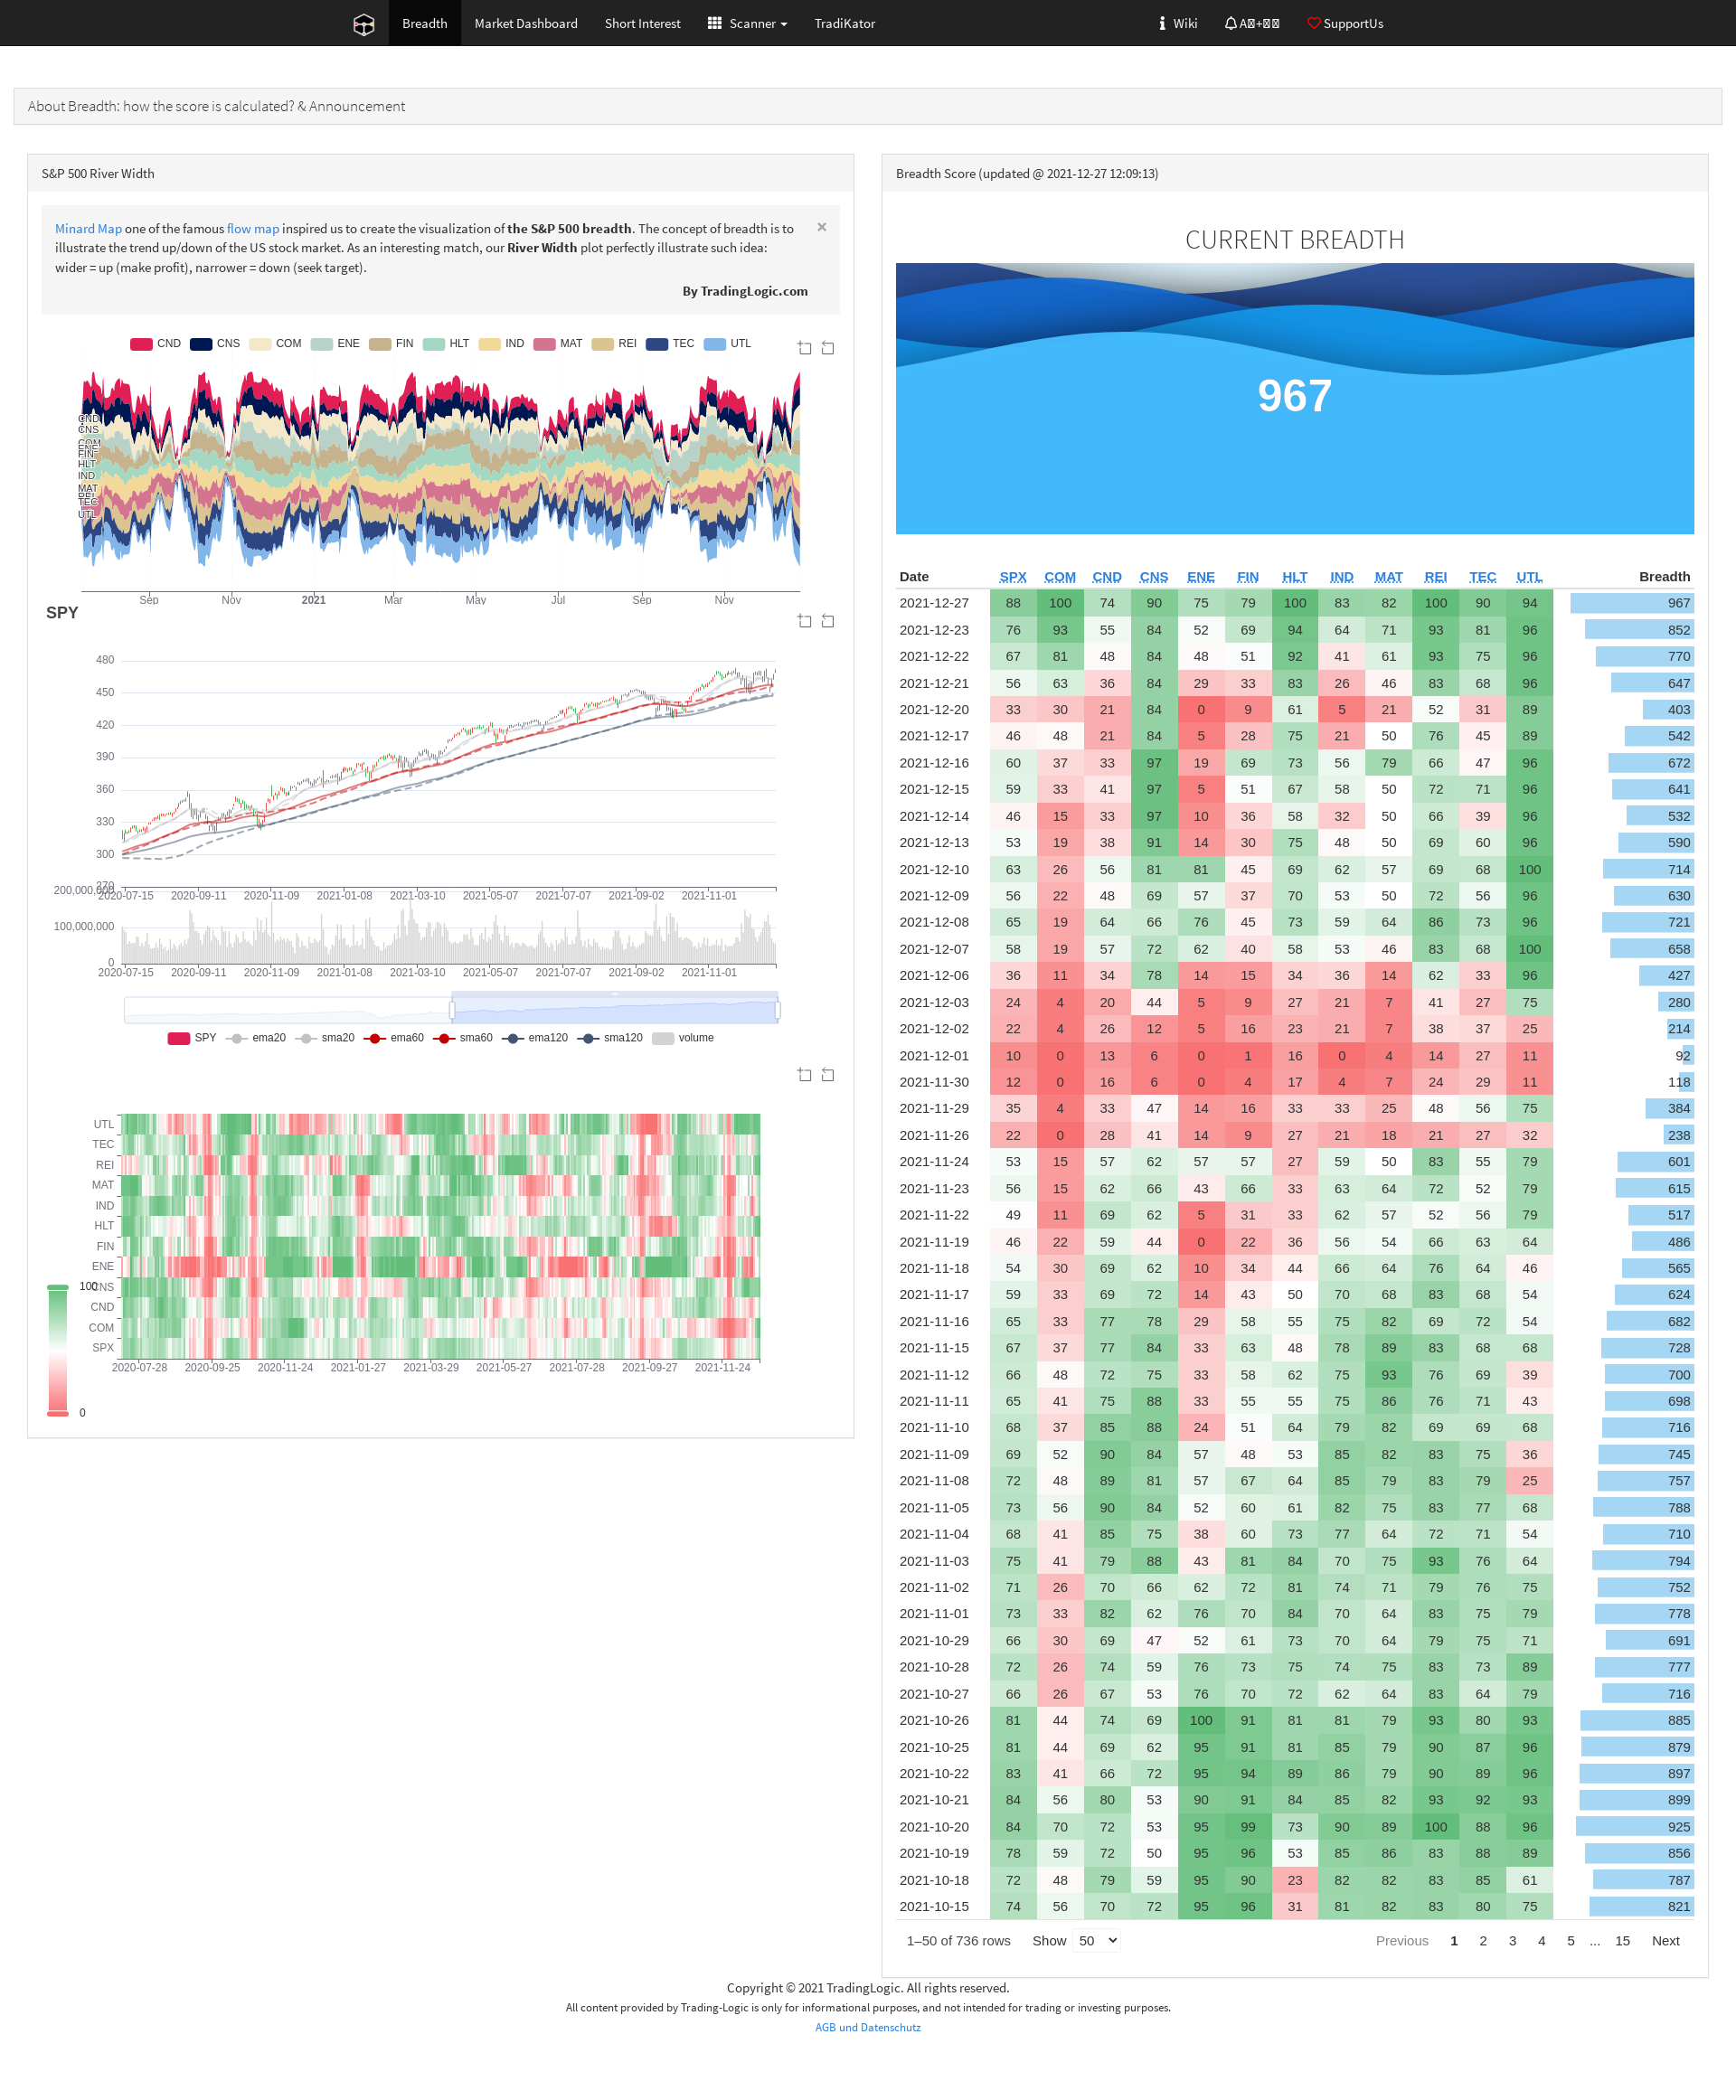 Breadth Market Dashboard Short Interest Scanner TradiKator Wiki SupportUs
About Breadth: how the score is calculated? & Announcement
S&P 500 River Width
Minard Map one of the famous flow map inspired us to create the visualization of the S&P 500 breadth. The concept of breadth is to
illustrate the trend up/down of the US stock market. As an interesting match, our River Width plot perfectly illustrate such idea:
wider = up (make profit), narrower = down (seek target).
By TradingLogic.com
×
CND CNS COM ENE FIN HLT IND MAT REI TEC UTL
CND
CNS
COM
ENE
FIN
HLT
IND
MAT
REI
TEC
UTL
Sep Nov 2021 Mar May Jul Sep Nov
SPY
480
450
420
390
360
330
300
270
2020-07-15 2020-09-11 2020-11-09 2021-01-08 2021-03-10 2021-05-07 2021-07-07 2021-09-02 2021-11-01
200,000,000
100,000,000
0
2020-07-15 2020-09-11 2020-11-09 2021-01-08 2021-03-10 2021-05-07 2021-07-07 2021-09-02 2021-11-01
SPY ema20 sma20 ema60 sma60 ema120 sma120 volume
UTL
TEC
REI
MAT
IND
HLT
FIN
ENE
CNS
CND
COM
SPX
100
0
2020-07-28 2020-09-25 2020-11-24 2021-01-27 2021-03-29 2021-05-27 2021-07-28 2021-09-27 2021-11-24
Breadth Score (updated @ 2021-12-27 12:09:13)
CURRENT BREADTH
967
Date SPX COM CND CNS ENE FIN HLT IND MAT REI TEC UTL Breadth
2021-12-27 88 100 74 90 75 79 100 83 82 100 90 94 967
2021-12-23 76 93 55 84 52 69 94 64 71 93 81 96 852
2021-12-22 67 81 48 84 48 51 92 41 61 93 75 96 770
2021-12-21 56 63 36 84 29 33 83 26 46 83 68 96 647
2021-12-20 33 30 21 84 0 9 61 5 21 52 31 89 403
2021-12-17 46 48 21 84 5 28 75 21 50 76 45 89 542
2021-12-16 60 37 33 97 19 69 73 56 79 66 47 96 672
2021-12-15 59 33 41 97 5 51 67 58 50 72 71 96 641
2021-12-14 46 15 33 97 10 36 58 32 50 66 39 96 532
2021-12-13 53 19 38 91 14 30 75 48 50 69 60 96 590
2021-12-10 63 26 56 81 81 45 69 62 57 69 68 100 714
2021-12-09 56 22 48 69 57 37 70 53 50 72 56 96 630
2021-12-08 65 19 64 66 76 45 73 59 64 86 73 96 721
2021-12-07 58 19 57 72 62 40 58 53 46 83 68 100 658
2021-12-06 36 11 34 78 14 15 34 36 14 62 33 96 427
2021-12-03 24 4 20 44 5 9 27 21 7 41 27 75 280
2021-12-02 22 4 26 12 5 16 23 21 7 38 37 25 214
2021-12-01 10 0 13 6 0 1 16 0 4 14 27 11 92
2021-11-30 12 0 16 6 0 4 17 4 7 24 29 11 118
2021-11-29 35 4 33 47 14 16 33 33 25 48 56 75 384
2021-11-26 22 0 28 41 14 9 27 21 18 21 27 32 238
2021-11-24 53 15 57 62 57 57 27 59 50 83 55 79 601
2021-11-23 56 15 62 66 43 66 33 63 64 72 52 79 615
2021-11-22 49 11 69 62 5 31 33 62 57 52 56 79 517
2021-11-19 46 22 59 44 0 22 36 56 54 66 63 64 486
2021-11-18 54 30 69 62 10 34 44 66 64 76 64 46 565
2021-11-17 59 33 69 72 14 43 50 70 68 83 68 54 624
2021-11-16 65 33 77 78 29 58 55 75 82 69 72 54 682
2021-11-15 67 37 77 84 33 63 48 78 89 83 68 68 728
2021-11-12 66 48 72 75 33 58 62 75 93 76 69 39 700
2021-11-11 65 41 75 88 33 55 55 75 86 76 71 43 698
2021-11-10 68 37 85 88 24 51 64 79 82 69 69 68 716
2021-11-09 69 52 90 84 57 48 53 85 82 83 75 36 745
2021-11-08 72 48 89 81 57 67 64 85 79 83 79 25 757
2021-11-05 73 56 90 84 52 60 61 82 75 83 77 68 788
2021-11-04 68 41 85 75 38 60 73 77 64 72 71 54 710
2021-11-03 75 41 79 88 43 81 84 70 75 93 76 64 794
2021-11-02 71 26 70 66 62 72 81 74 71 79 76 75 752
2021-11-01 73 33 82 62 76 70 84 70 64 83 75 79 778
2021-10-29 66 30 69 47 52 61 73 70 64 79 75 71 691
2021-10-28 72 26 74 59 76 73 75 74 75 83 73 89 777
2021-10-27 66 26 67 53 76 70 72 62 64 83 64 79 716
2021-10-26 81 44 74 69 100 91 81 81 79 93 80 93 885
2021-10-25 81 44 69 62 95 91 81 85 79 90 87 96 879
2021-10-22 83 41 66 72 95 94 89 86 79 90 89 96 897
2021-10-21 84 56 80 53 90 91 84 85 82 93 92 93 899
2021-10-20 84 70 72 53 95 99 73 90 89 100 88 96 925
2021-10-19 78 59 72 50 95 96 53 85 86 83 88 89 856
2021-10-18 72 48 79 59 95 90 23 82 82 83 85 61 787
2021-10-15 74 56 70 72 95 96 31 81 82 83 80 75 821
1–50 of 736 rows Show 50 Previous 1 2 3 4 5 ... 15 Next
Copyright © 2021 TradingLogic. All rights reserved.
All content provided by Trading-Logic is only for informational purposes, and not intended for trading or investing purposes.
AGB und Datenschutz